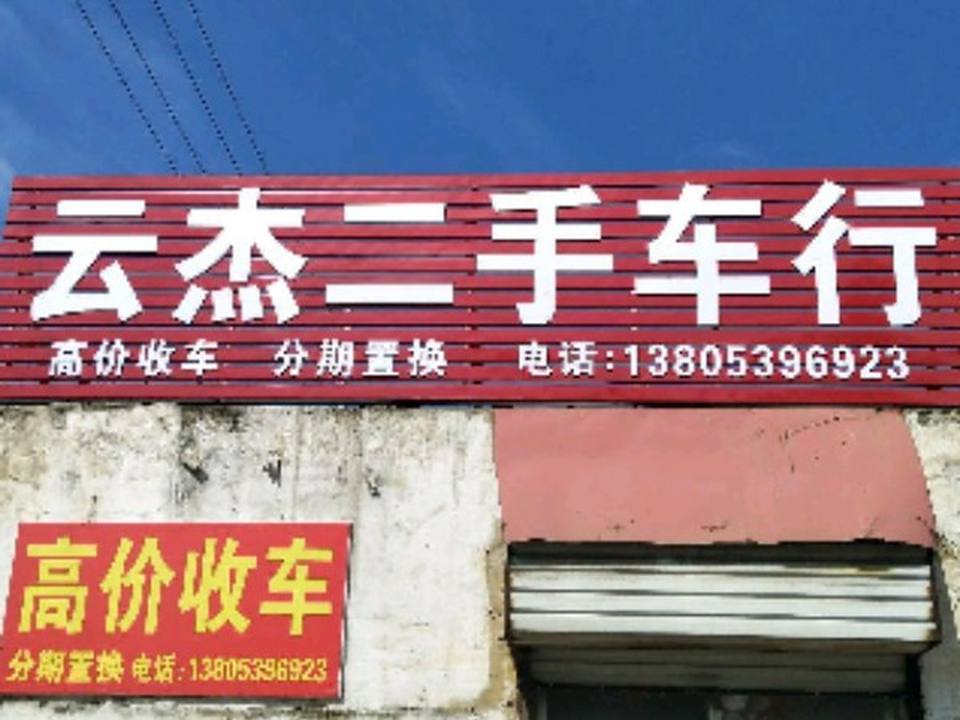 云杰二手车行
高价收车 分期置换 电话:13805396923
高价收车
分期置换 电话:13805396923